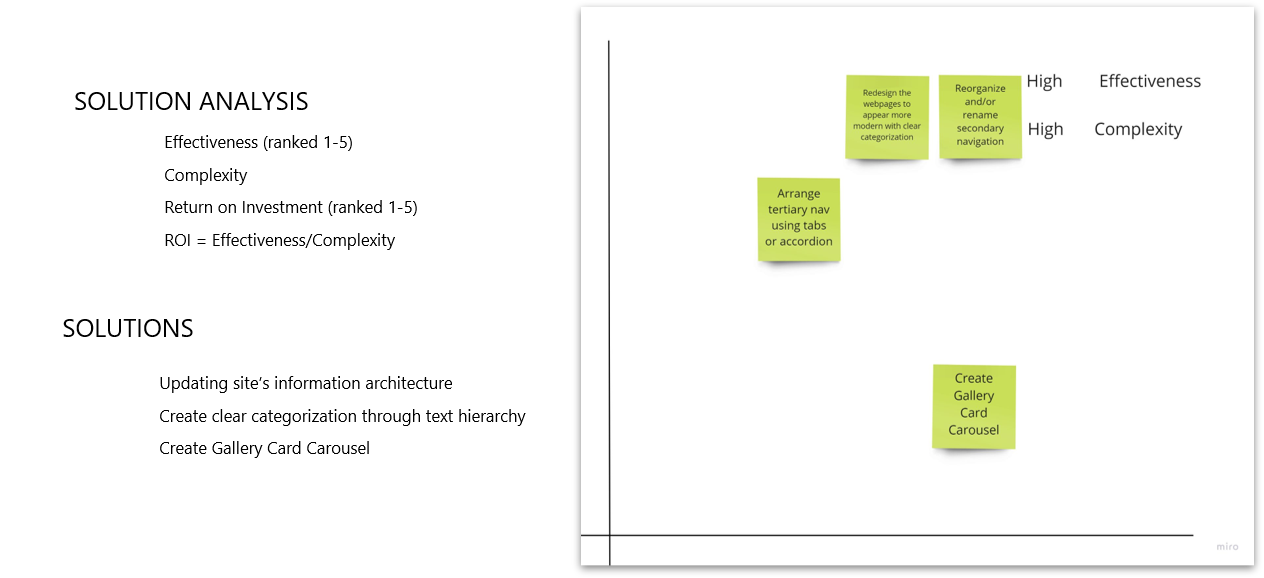 SOLUTION ANALYSIS
Effectiveness (ranked 1-5)
Complexity
Return on Investment (ranked 1-5)
ROI = Effectiveness/Complexity
SOLUTIONS
Updating site’s information architecture
Create clear categorization through text hierarchy
Create Gallery Card Carousel
Redesign the
webpages to
appear more
modern with clear
categorization
Reorganize
and/or
rename
secondary
navigation
High Effectiveness
High Complexity
Arrange
tertiary nav
using tabs
or accordion
Create
Gallery
Card
Carousel
miro